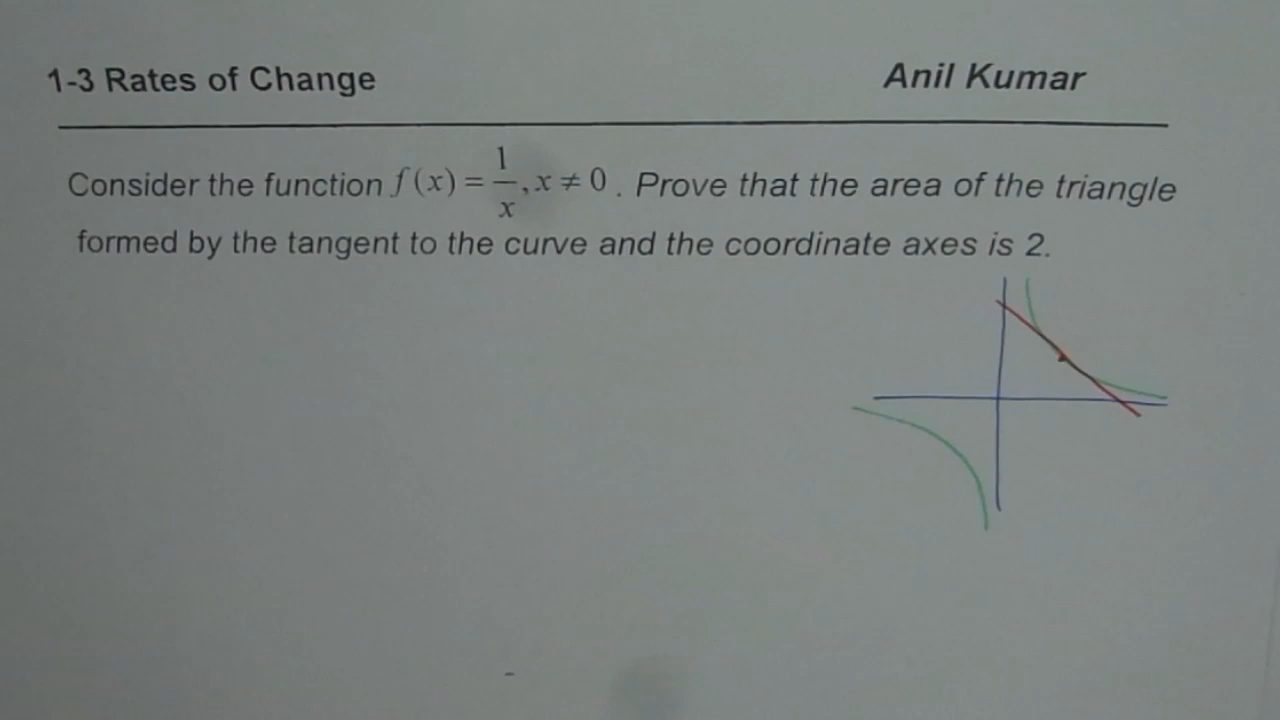 1-3 Rates of Change Anil Kumar
Consider the function f(x) = 1/x, x ≠ 0. Prove that the area of the triangle
formed by the tangent to the curve and the coordinate axes is 2.